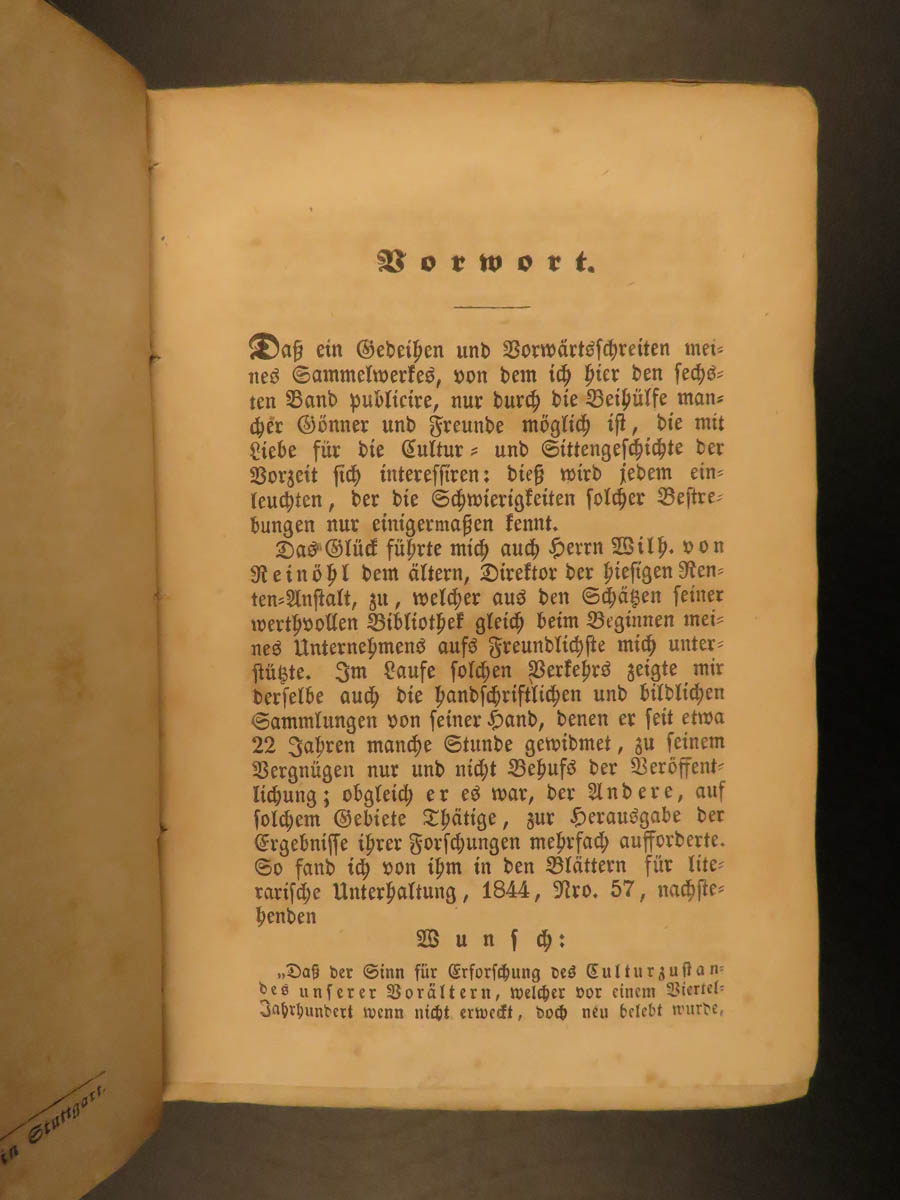 Vorwort.
Daß ein Gedeihen und Vorwärtsschreiten mei=
nes Sammelwerkes, von dem ich hier den sechs=
ten Band publicire, nur durch die Beihülfe man=
cher Gönner und Freunde möglich ist, die mit
Liebe für die Cultur= und Sittengeschichte der
Vorzeit sich interessiren: dieß wird jedem ein=
leuchten, der die Schwierigkeiten solcher Bestre=
bungen nur einigermaßen kennt.
Das Glück führte mich auch Herrn Wilh. von
Reinöhl dem ältern, Direktor der hiesigen Ren=
ten=Anstalt, zu, welcher aus den Schätzen seiner
werthvollen Bibliothek gleich beim Beginnen mei=
nes Unternehmens aufs Freundlichste mich unter=
stützte. Im Laufe solchen Verkehrs zeigte mir
derselbe auch die handschriftlichen und bildlichen
Sammlungen von seiner Hand, denen er seit etwa
22 Jahren manche Stunde gewidmet, zu seinem
Vergnügen nur und nicht Behufs der Veröffent=
lichung; obgleich er es war, der Andere, auf
solchem Gebiete Thätige, zur Herausgabe der
Ergebnisse ihrer Forschungen mehrfach aufforderte.
So fand ich von ihm in den Blättern für lite=
rarische Unterhaltung, 1844, Nro. 57, nachste=
henden
Wunsch:
„Daß der Sinn für Erforschung des Culturzustan=
des unserer Vorältern, welcher vor einem Viertel=
Jahrhundert wenn nicht erweckt, doch neu belebt wurde,
in Stuttgart.